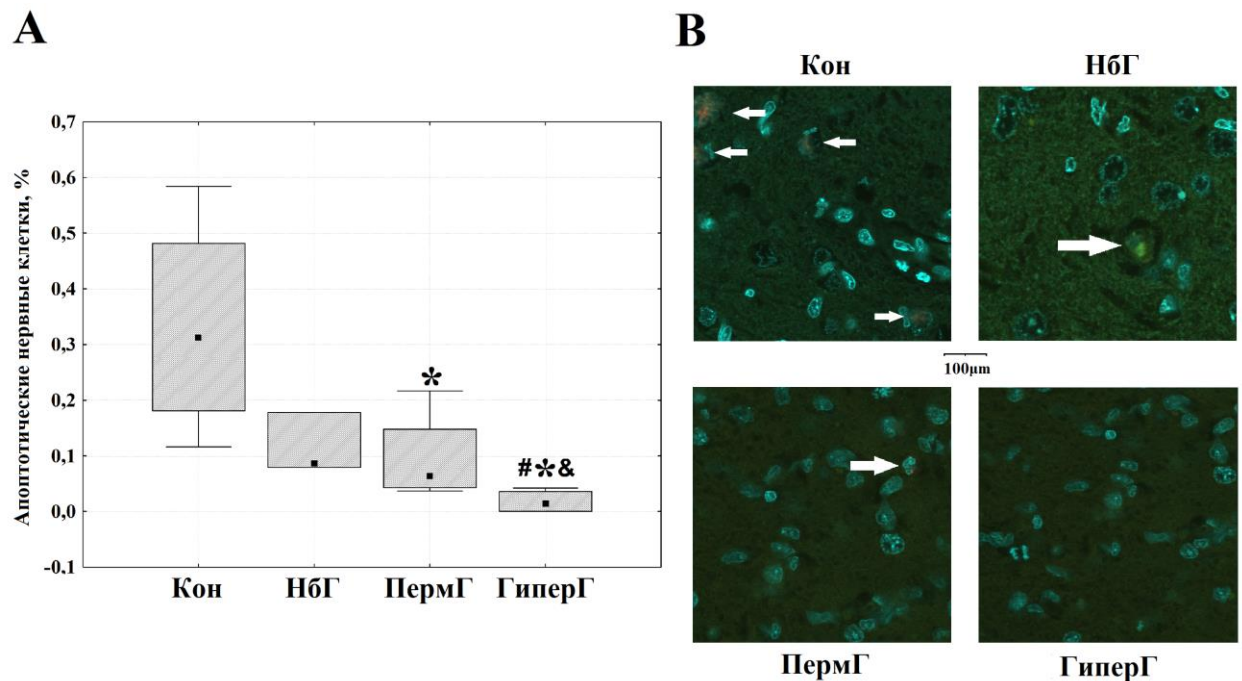 A
Апоптотические нервные клетки, %
0,7
0,6
0,5
0,4
0,3
0,2
0,1
0,0
-0.1
*
#*&
Кон НбГ ПермГ ГиперГ
B
Кон НбГ
100μm
ПермГ ГиперГ